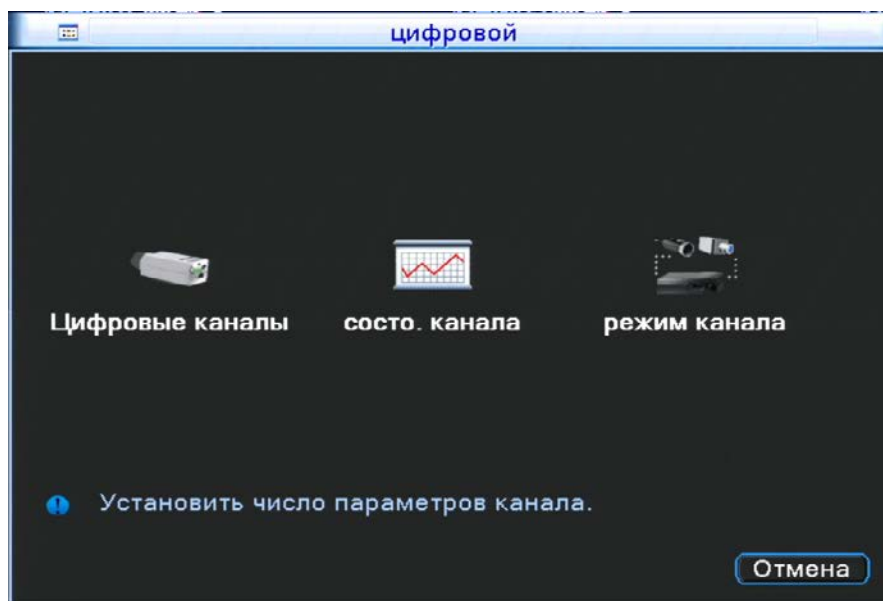 цифровой
Цифровые каналы
состо. канала
режим канала
Установить число параметров канала.
Отмена